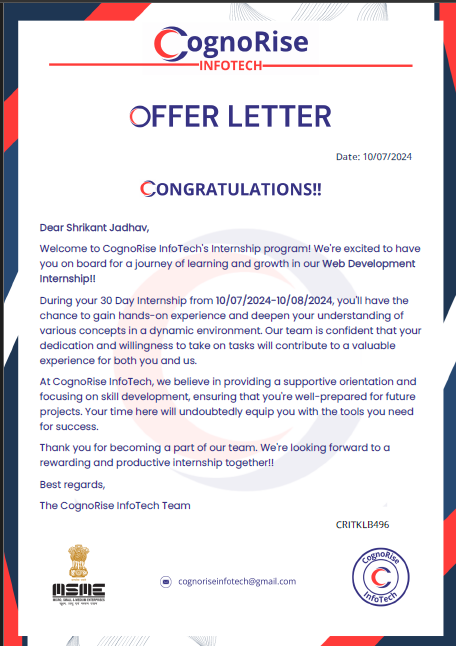 CognoRise
INFOTECH
OFFER LETTER
Date: 10/07/2024
CONGRATULATIONS!!
Dear Shrikant Jadhav,
Welcome to CognoRise InfoTech's Internship program! We're excited to have
you on board for a journey of learning and growth in our Web Development
Internship!!
During your 30 Day Internship from 10/07/2024-10/08/2024, you'll have the
chance to gain hands-on experience and deepen your understanding of
various concepts in a dynamic environment. Our team is confident that your
dedication and willingness to take on tasks will contribute to a valuable
experience for both you and us.
At CognoRise InfoTech, we believe in providing a supportive orientation and
focusing on skill development, ensuring that you're well-prepared for future
projects. Your time here will undoubtedly equip you with the tools you need
for success.
Thank you for becoming a part of our team. We're looking forward to a
rewarding and productive internship together!!
Best regards,
The CognoRise InfoTech Team
CRITKLB496
MSME
MICRO, SMALL & MEDIUM ENTERPRISES
cognoriseinfotech@gmail.com
CognoRise
InfoTech